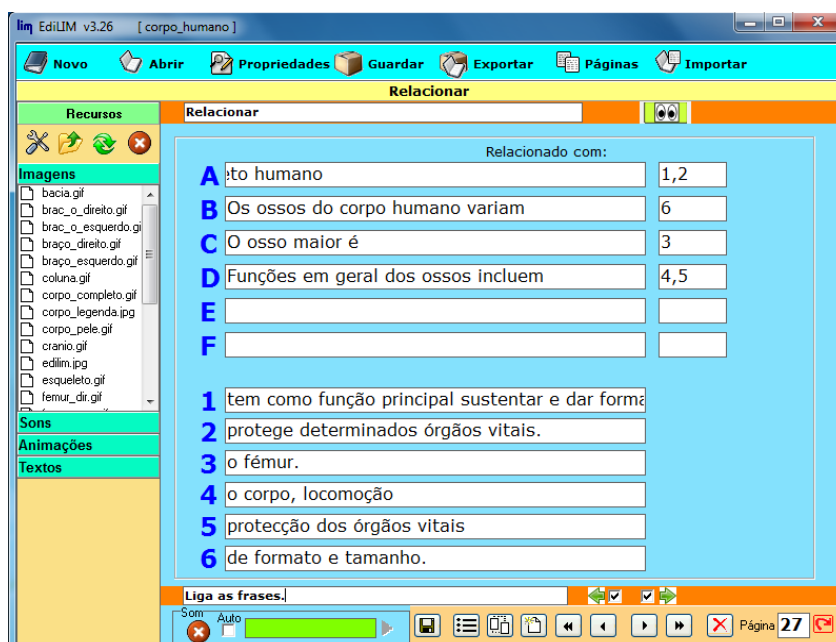 lim EdiLIM v3.26 [ corpo_humano ]
Novo Abrir Propriedades Guardar Exportar Páginas Importar
Relacionar
Recursos
Relacionar
Relacionado com:
Imagens
bacia.gif
brac_o_direito.gif
brac_o_esquerdo.gi
braço_direito.gif
braço_esquerdo.gif
coluna.gif
corpo_completo.gif
corpo_legenda.jpg
corpo_pele.gif
cranio.gif
edilim.jpg
esqueleto.gif
femur_dir.gif
Sons
Animações
Textos
A eto humano 1,2
B Os ossos do corpo humano variam 6
C O osso maior é 3
D Funções em geral dos ossos incluem 4,5
E
F
1 tem como função principal sustentar e dar forma
2 protege determinados órgãos vitais.
3 o fémur.
4 o corpo, locomoção
5 protecção dos órgãos vitais
6 de formato e tamanho.
Liga as frases.
Som Auto
Página 27